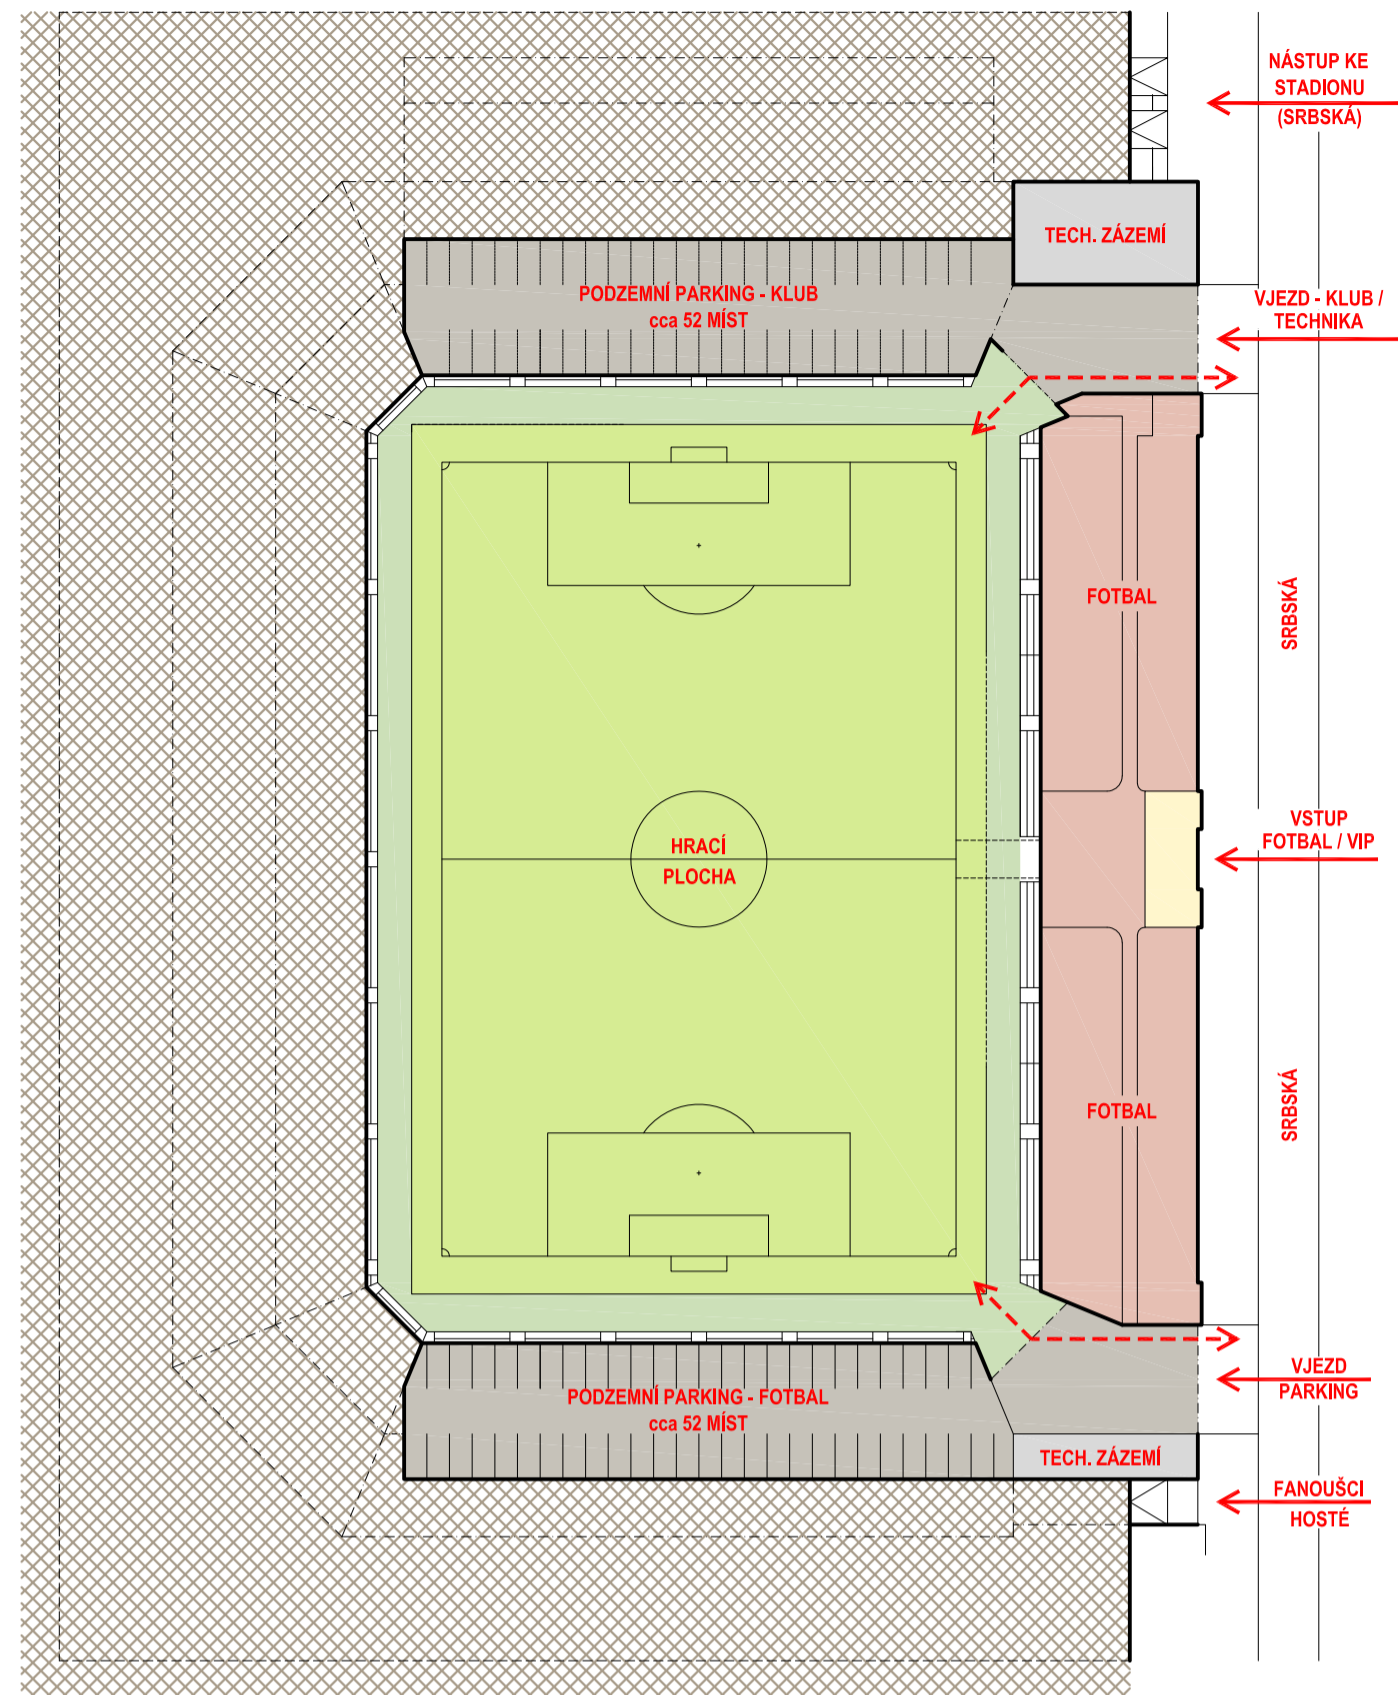 NÁSTUP KE
STADIONU
(SRBSKÁ)
TECH. ZÁZEMÍ
PODZEMNÍ PARKING - KLUB
cca 52 MÍST
VJEZD - KLUB /
TECHNIKA
FOTBAL
SRBSKÁ
HRACÍ
PLOCHA
VSTUP
FOTBAL / VIP
FOTBAL
SRBSKÁ
VJEZD
PARKING
PODZEMNÍ PARKING - FOTBAL
cca 52 MÍST
TECH. ZÁZEMÍ
FANOUŠCI
HOSTÉ